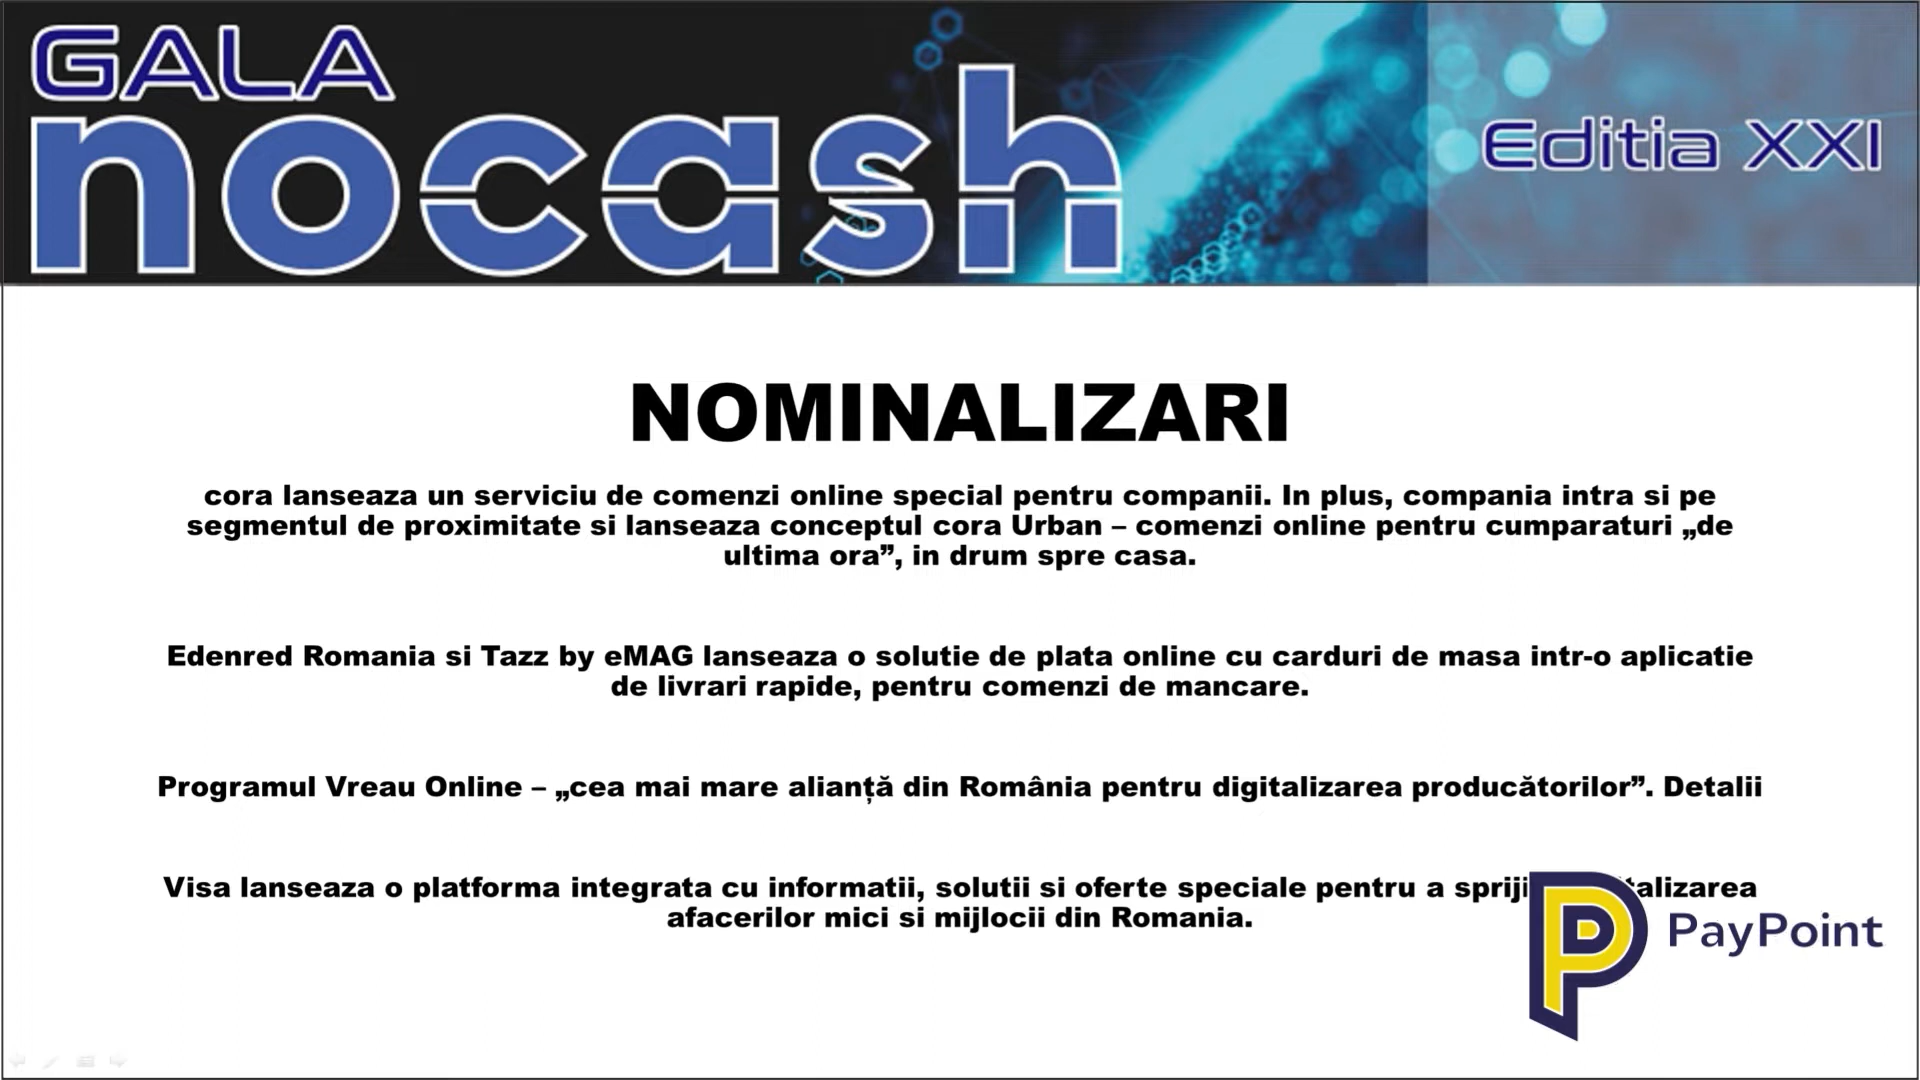 GALA
nocash
Editia XXI
NOMINALIZARI
cora lanseaza un serviciu de comenzi online special pentru companii. In plus, compania intra si pe
segmentul de proximitate si lanseaza conceptul cora Urban – comenzi online pentru cumparaturi „de
ultima ora”, in drum spre casa.
Edenred Romania si Tazz by eMAG lanseaza o solutie de plata online cu carduri de masa intr-o aplicatie
de livrari rapide, pentru comenzi de mancare.
Programul Vreau Online – „cea mai mare alianță din România pentru digitalizarea producătorilor”. Detalii
Visa lanseaza o platforma integrata cu informatii, solutii si oferte speciale pentru a
afacerilor mici si mijlocii din Romania.
PayPoint